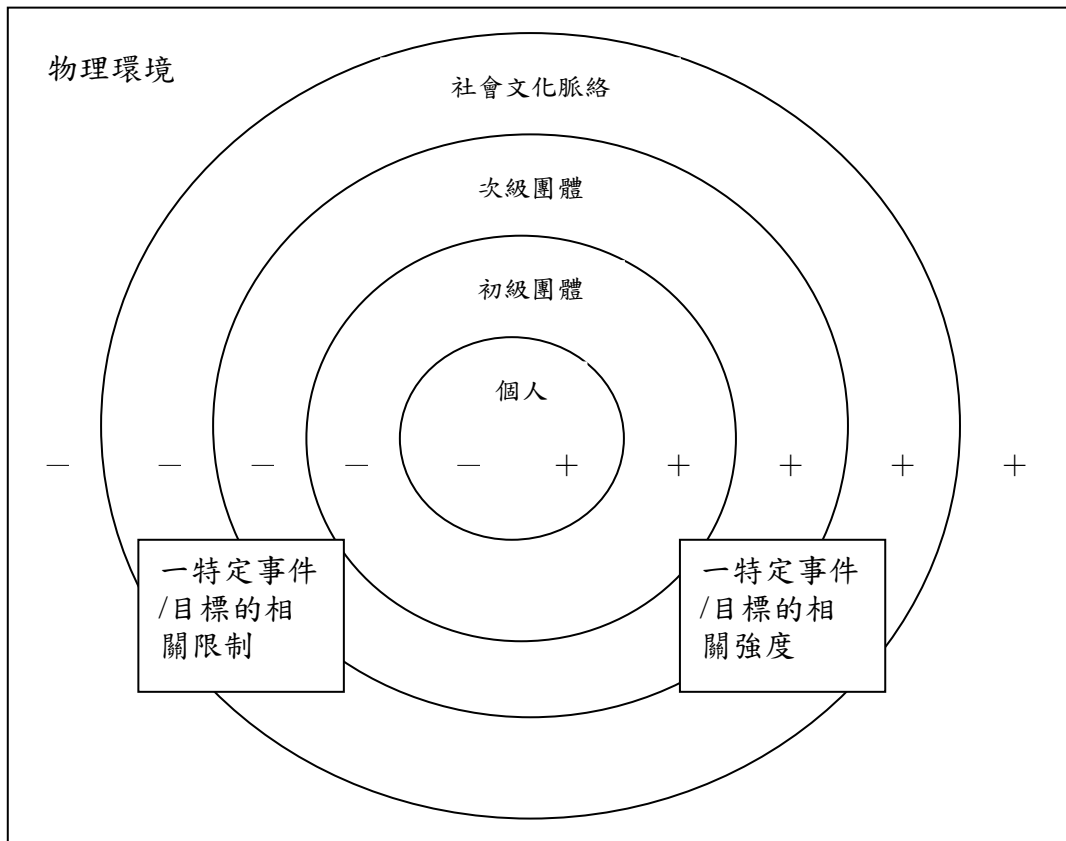 物理環境
社會文化脈絡
次級團體
初級團體
個人
－ － － － － ＋ ＋ ＋ ＋ ＋
一特定事件
/目標的相
關限制
一特定事件
/目標的相
關強度